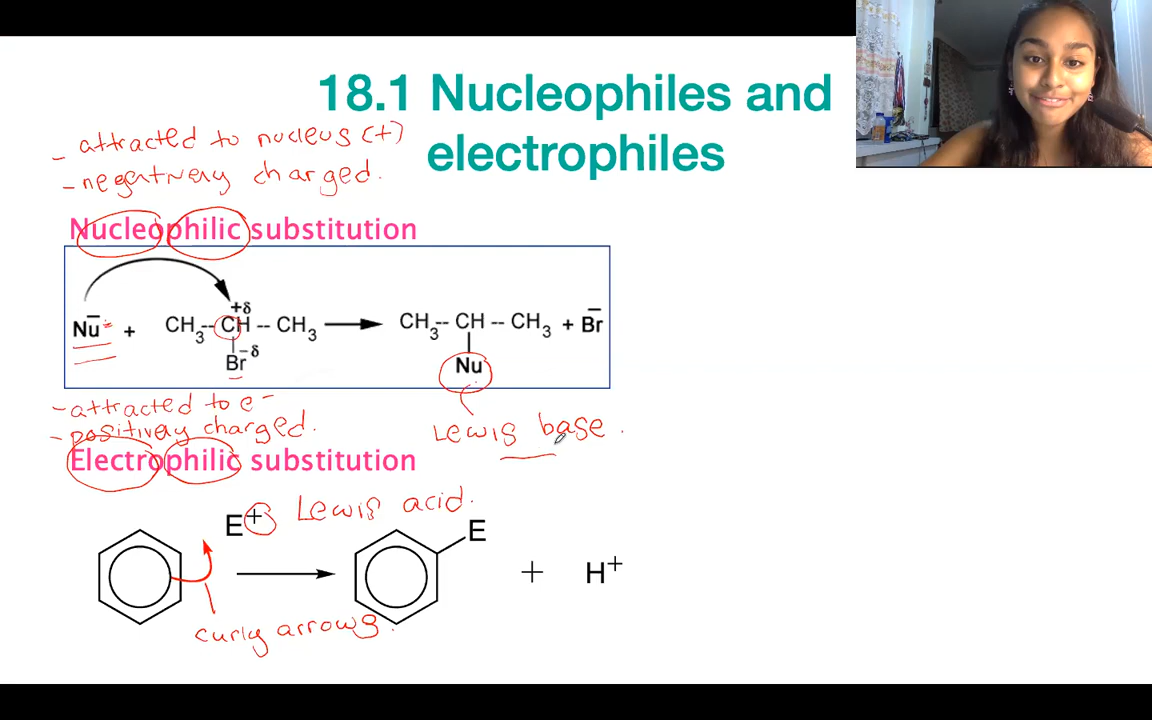 18.1 Nucleophiles and
electrophiles
- attracted to nucleus (+)
- negatively charged.
Nucleophilic substitution
+δ
Nu⁻ + CH₃-- CH -- CH₃ → CH₃-- CH -- CH₃ + Br⁻
-δ
Br
Nu
- attracted to e-
- positively charged.
Lewis base.
Electrophilic substitution
E+ Lewis acid.
E
+ H+
curly arrows.